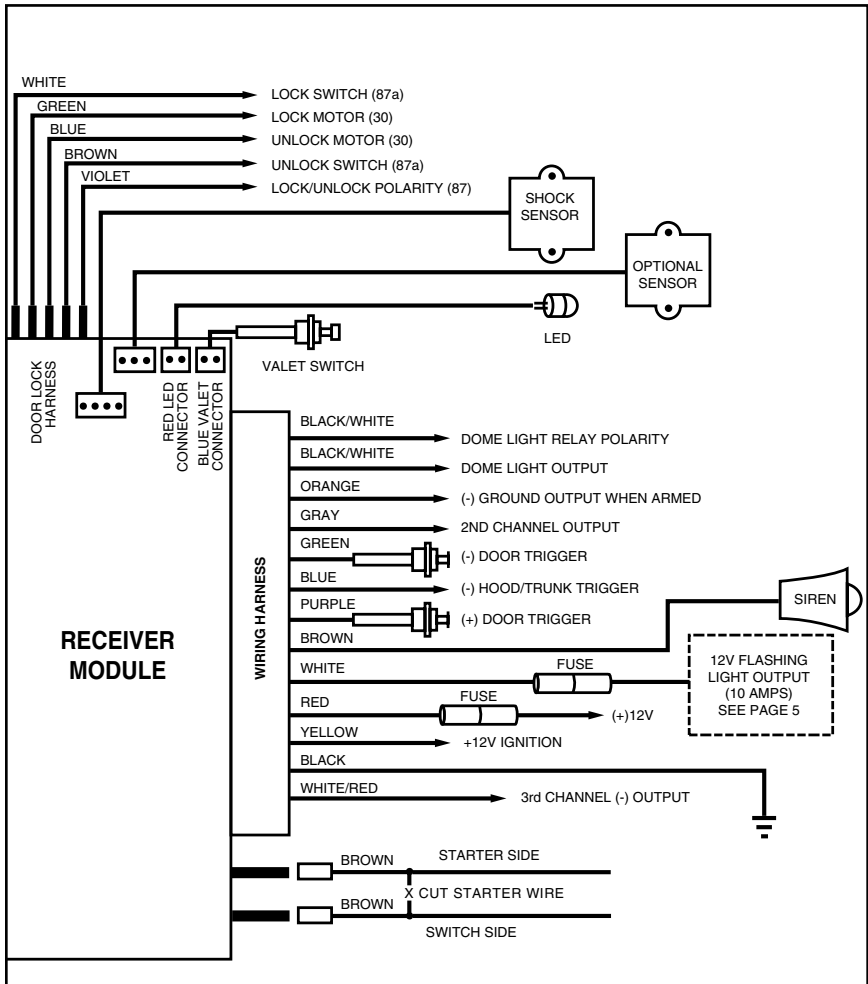 WHITE
LOCK SWITCH (87a)
GREEN
LOCK MOTOR (30)
BLUE
UNLOCK MOTOR (30)
BROWN
UNLOCK SWITCH (87a)
VIOLET
LOCK/UNLOCK POLARITY (87)
SHOCK
SENSOR
OPTIONAL
SENSOR
LED
VALET SWITCH
DOOR LOCK
HARNESS
RED LED
CONNECTOR
BLUE VALET
CONNECTOR
BLACK/WHITE
DOME LIGHT RELAY POLARITY
BLACK/WHITE
DOME LIGHT OUTPUT
ORANGE
(-) GROUND OUTPUT WHEN ARMED
GRAY
2ND CHANNEL OUTPUT
GREEN
(-) DOOR TRIGGER
BLUE
(-) HOOD/TRUNK TRIGGER
PURPLE
(+) DOOR TRIGGER
BROWN
SIREN
WHITE
FUSE
12V FLASHING
LIGHT OUTPUT
(10 AMPS)
SEE PAGE 5
RED
FUSE
(+)12V
YELLOW
+12V IGNITION
BLACK
WHITE/RED
3rd CHANNEL (-) OUTPUT
WIRING HARNESS
RECEIVER
MODULE
BROWN
STARTER SIDE
X CUT STARTER WIRE
BROWN
SWITCH SIDE